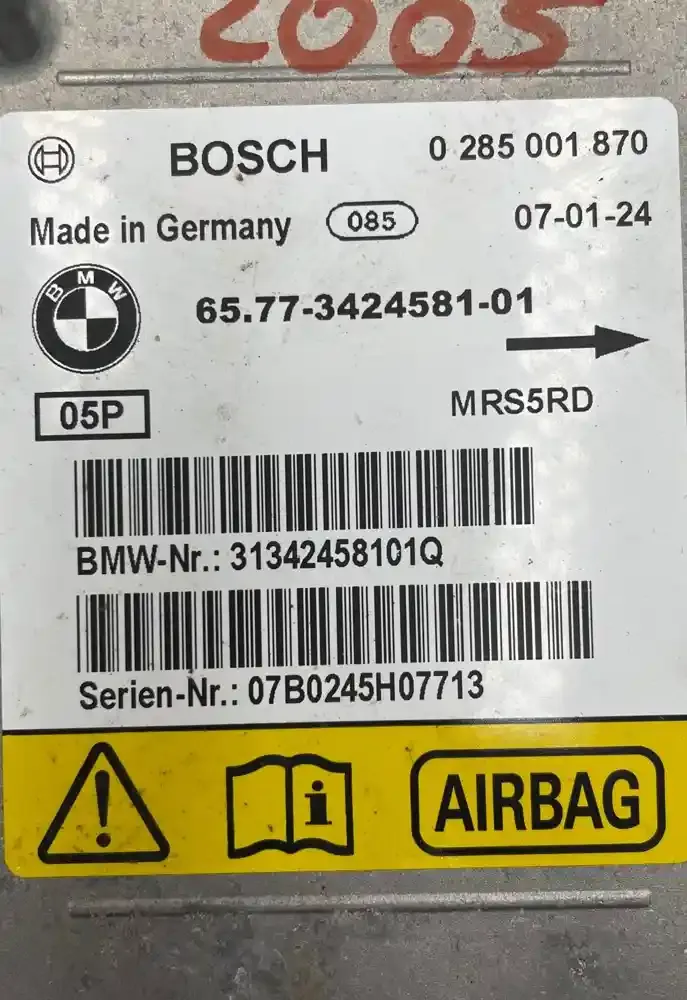 2005
BOSCH 0 285 001 870
Made in Germany 085 07-01-24
BMW 65.77-3424581-01
05P MRS5RD
BMW-Nr.: 31342458101Q
Serien-Nr.: 07B0245H07713
i AIRBAG